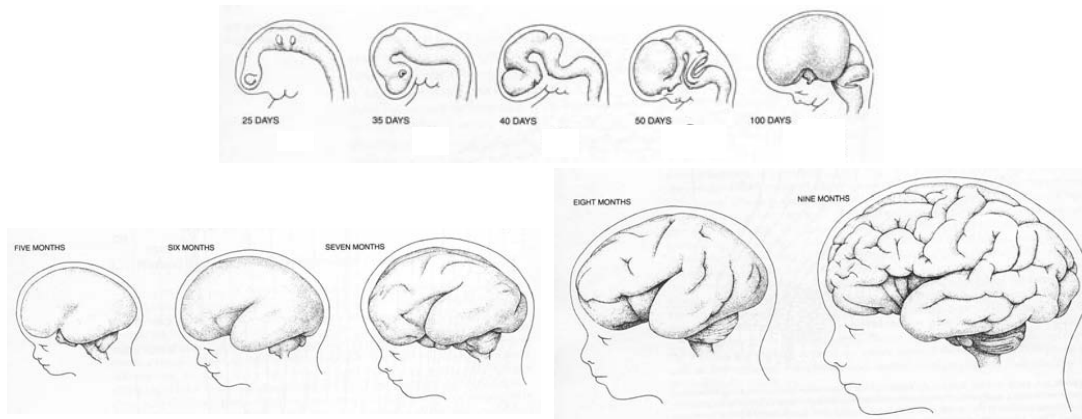 25 DAYS
35 DAYS
40 DAYS
50 DAYS
100 DAYS
FIVE MONTHS
SIX MONTHS
SEVEN MONTHS
EIGHT MONTHS
NINE MONTHS